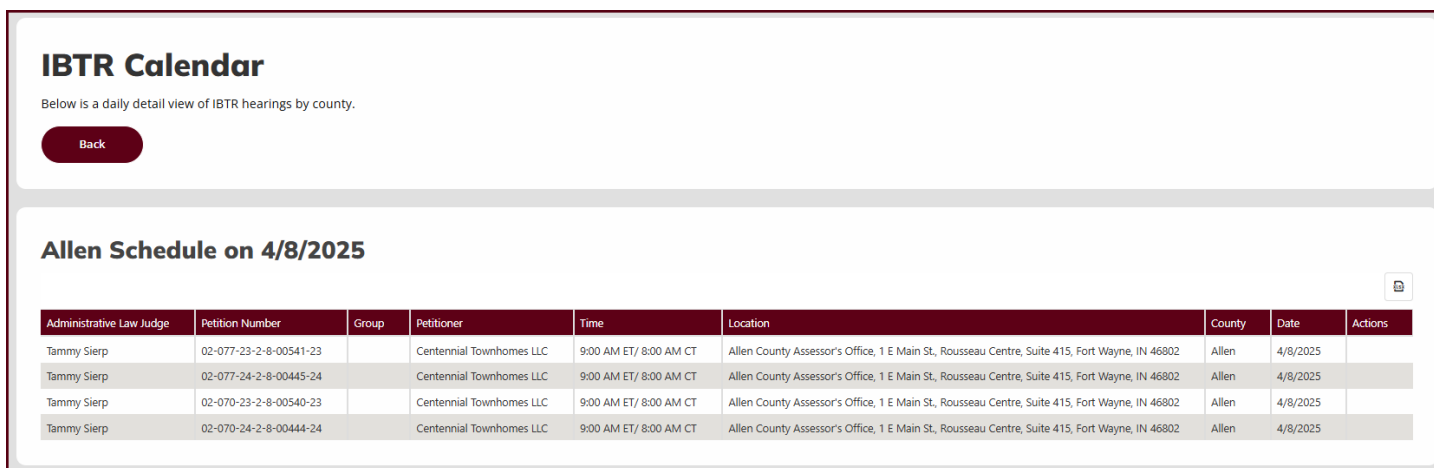 IBTR Calendar
Below is a daily detail view of IBTR hearings by county.
Back
Allen Schedule on 4/8/2025
Administrative Law Judge Petition Number Group Petitioner Time Location County Date Actions
Tammy Sierp 02-077-23-2-8-00541-23 Centennial Townhomes LLC 9:00 AM ET/ 8:00 AM CT Allen County Assessor's Office, 1 E Main St., Rousseau Centre, Suite 415, Fort Wayne, IN 46802 Allen 4/8/2025
Tammy Sierp 02-077-24-2-8-00445-24 Centennial Townhomes LLC 9:00 AM ET/ 8:00 AM CT Allen County Assessor's Office, 1 E Main St., Rousseau Centre, Suite 415, Fort Wayne, IN 46802 Allen 4/8/2025
Tammy Sierp 02-070-23-2-8-00540-23 Centennial Townhomes LLC 9:00 AM ET/ 8:00 AM CT Allen County Assessor's Office, 1 E Main St., Rousseau Centre, Suite 415, Fort Wayne, IN 46802 Allen 4/8/2025
Tammy Sierp 02-070-24-2-8-00444-24 Centennial Townhomes LLC 9:00 AM ET/ 8:00 AM CT Allen County Assessor's Office, 1 E Main St., Rousseau Centre, Suite 415, Fort Wayne, IN 46802 Allen 4/8/2025